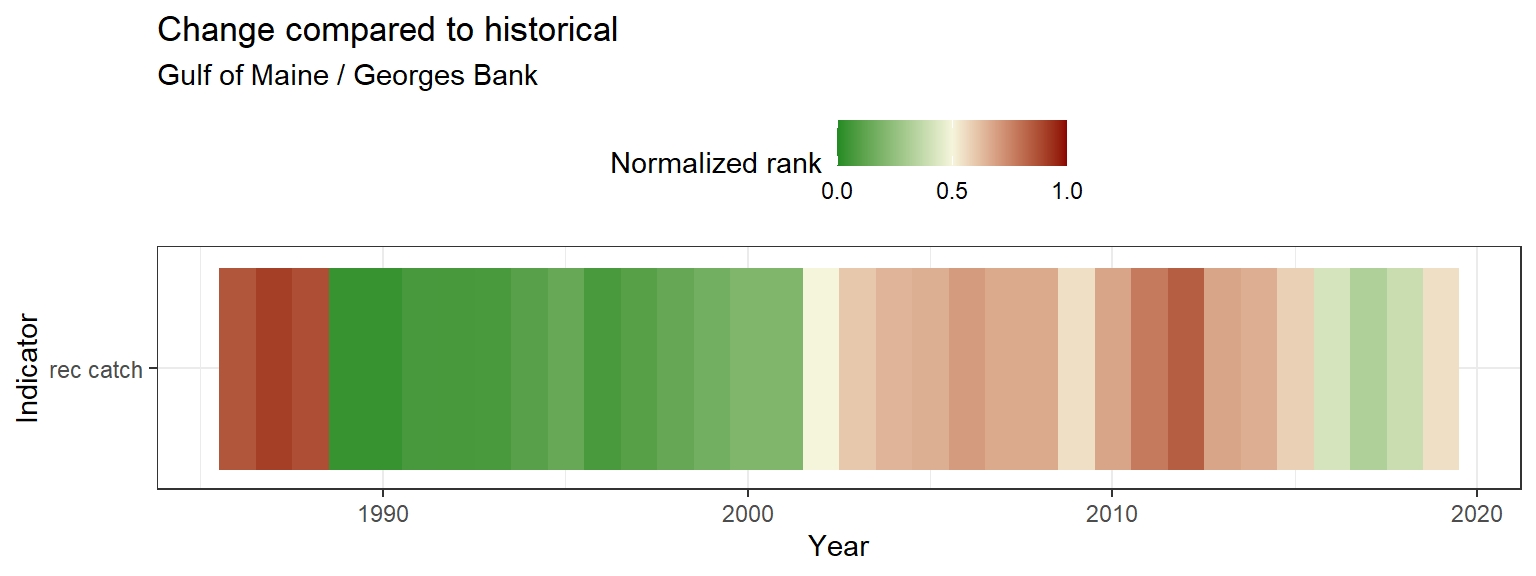 Change compared to historical
Gulf of Maine / Georges Bank
Normalized rank
0.0 0.5 1.0
Indicator
rec catch
1990 2000 2010 2020
Year